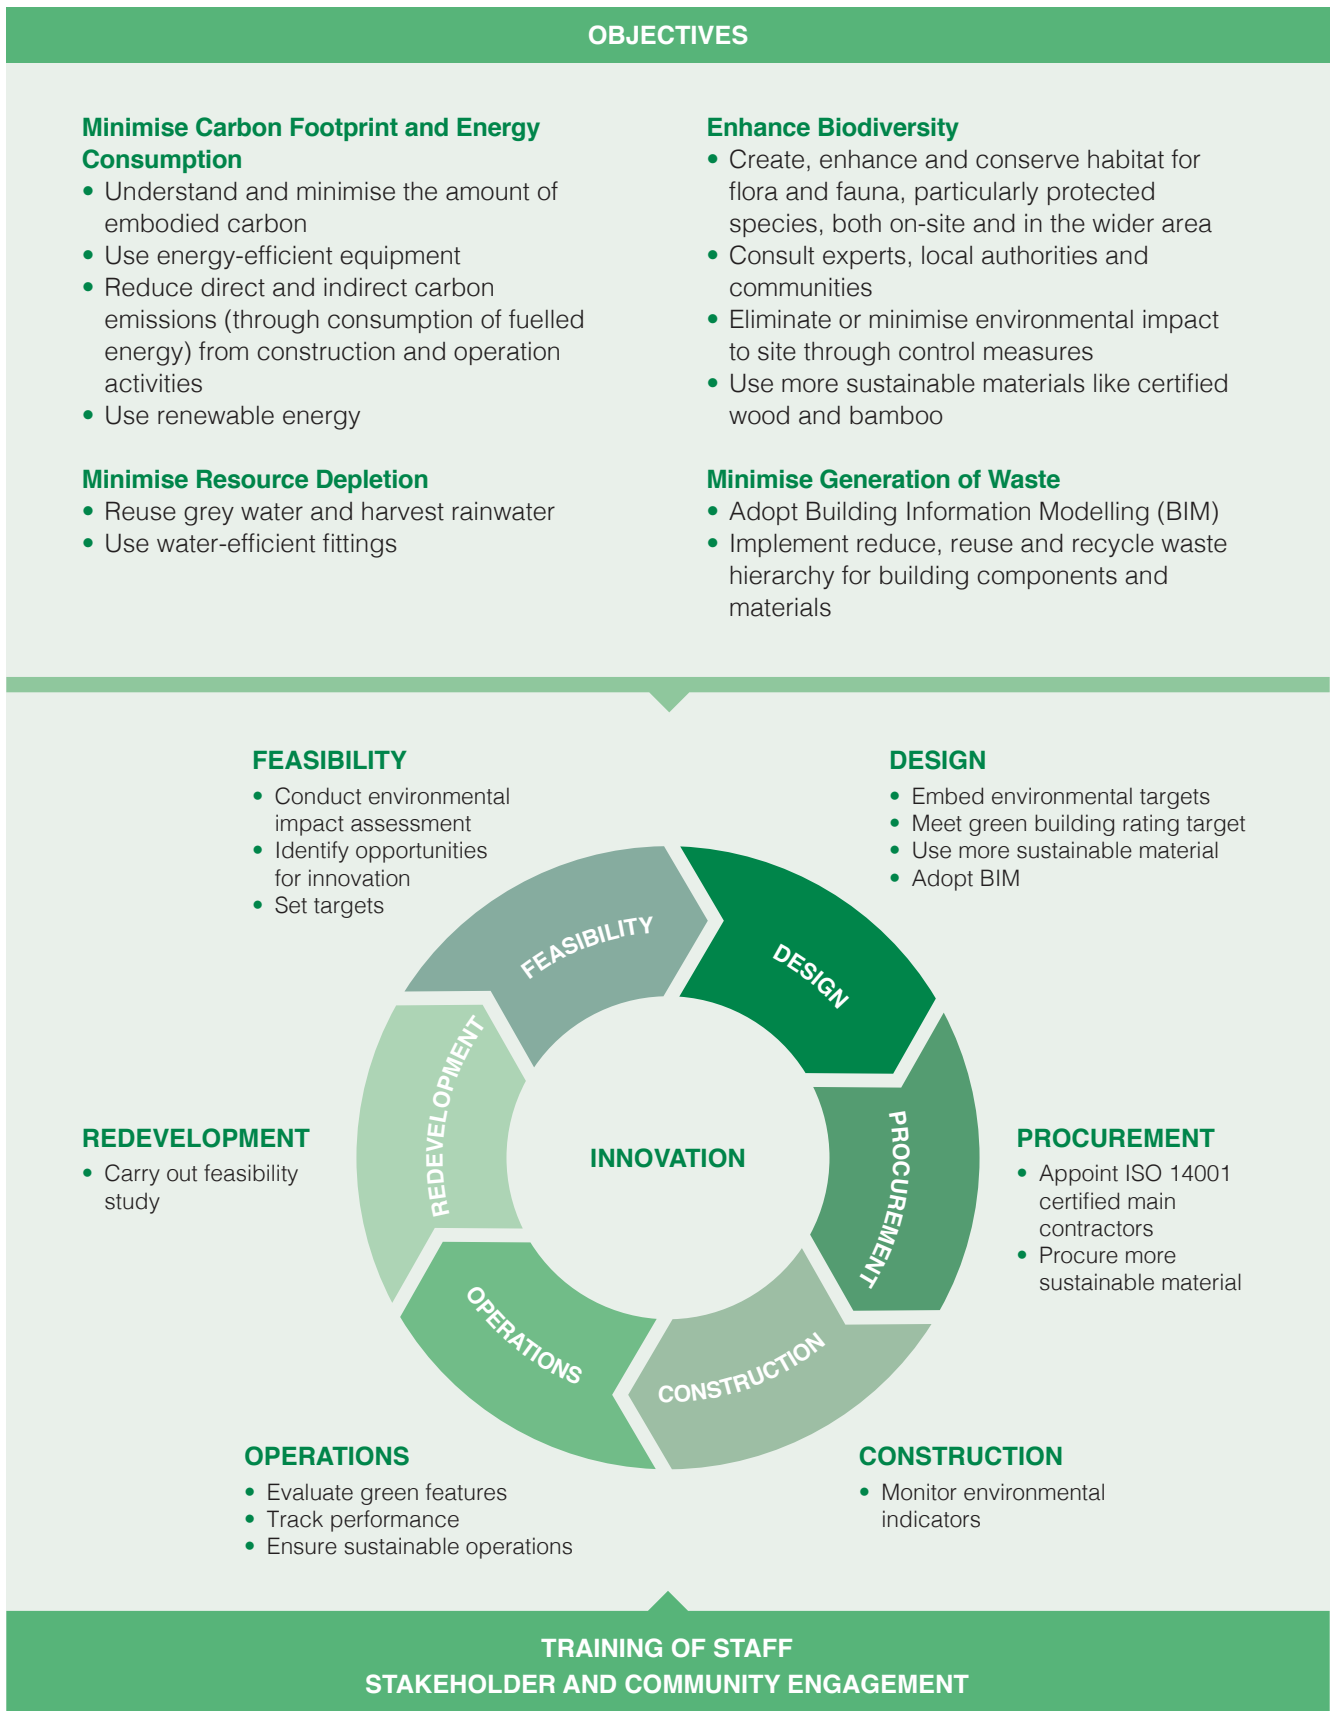 OBJECTIVES
Minimise Carbon Footprint and Energy
Consumption
• Understand and minimise the amount of
embodied carbon
• Use energy-efficient equipment
• Reduce direct and indirect carbon
emissions (through consumption of fuelled
energy) from construction and operation
activities
• Use renewable energy
Minimise Resource Depletion
• Reuse grey water and harvest rainwater
• Use water-efficient fittings
Enhance Biodiversity
• Create, enhance and conserve habitat for
flora and fauna, particularly protected
species, both on-site and in the wider area
• Consult experts, local authorities and
communities
• Eliminate or minimise environmental impact
to site through control measures
• Use more sustainable materials like certified
wood and bamboo
Minimise Generation of Waste
• Adopt Building Information Modelling (BIM)
• Implement reduce, reuse and recycle waste
hierarchy for building components and
materials
FEASIBILITY
• Conduct environmental
impact assessment
• Identify opportunities
for innovation
• Set targets
DESIGN
• Embed environmental targets
• Meet green building rating target
• Use more sustainable material
• Adopt BIM
FEASIBILITY
DESIGN
PROCUREMENT
CONSTRUCTION
OPERATIONS
REDEVELOPMENT
INNOVATION
REDEVELOPMENT
• Carry out feasibility
study
PROCUREMENT
• Appoint ISO 14001
certified main
contractors
• Procure more
sustainable material
OPERATIONS
• Evaluate green features
• Track performance
• Ensure sustainable operations
CONSTRUCTION
• Monitor environmental
indicators
TRAINING OF STAFF
STAKEHOLDER AND COMMUNITY ENGAGEMENT